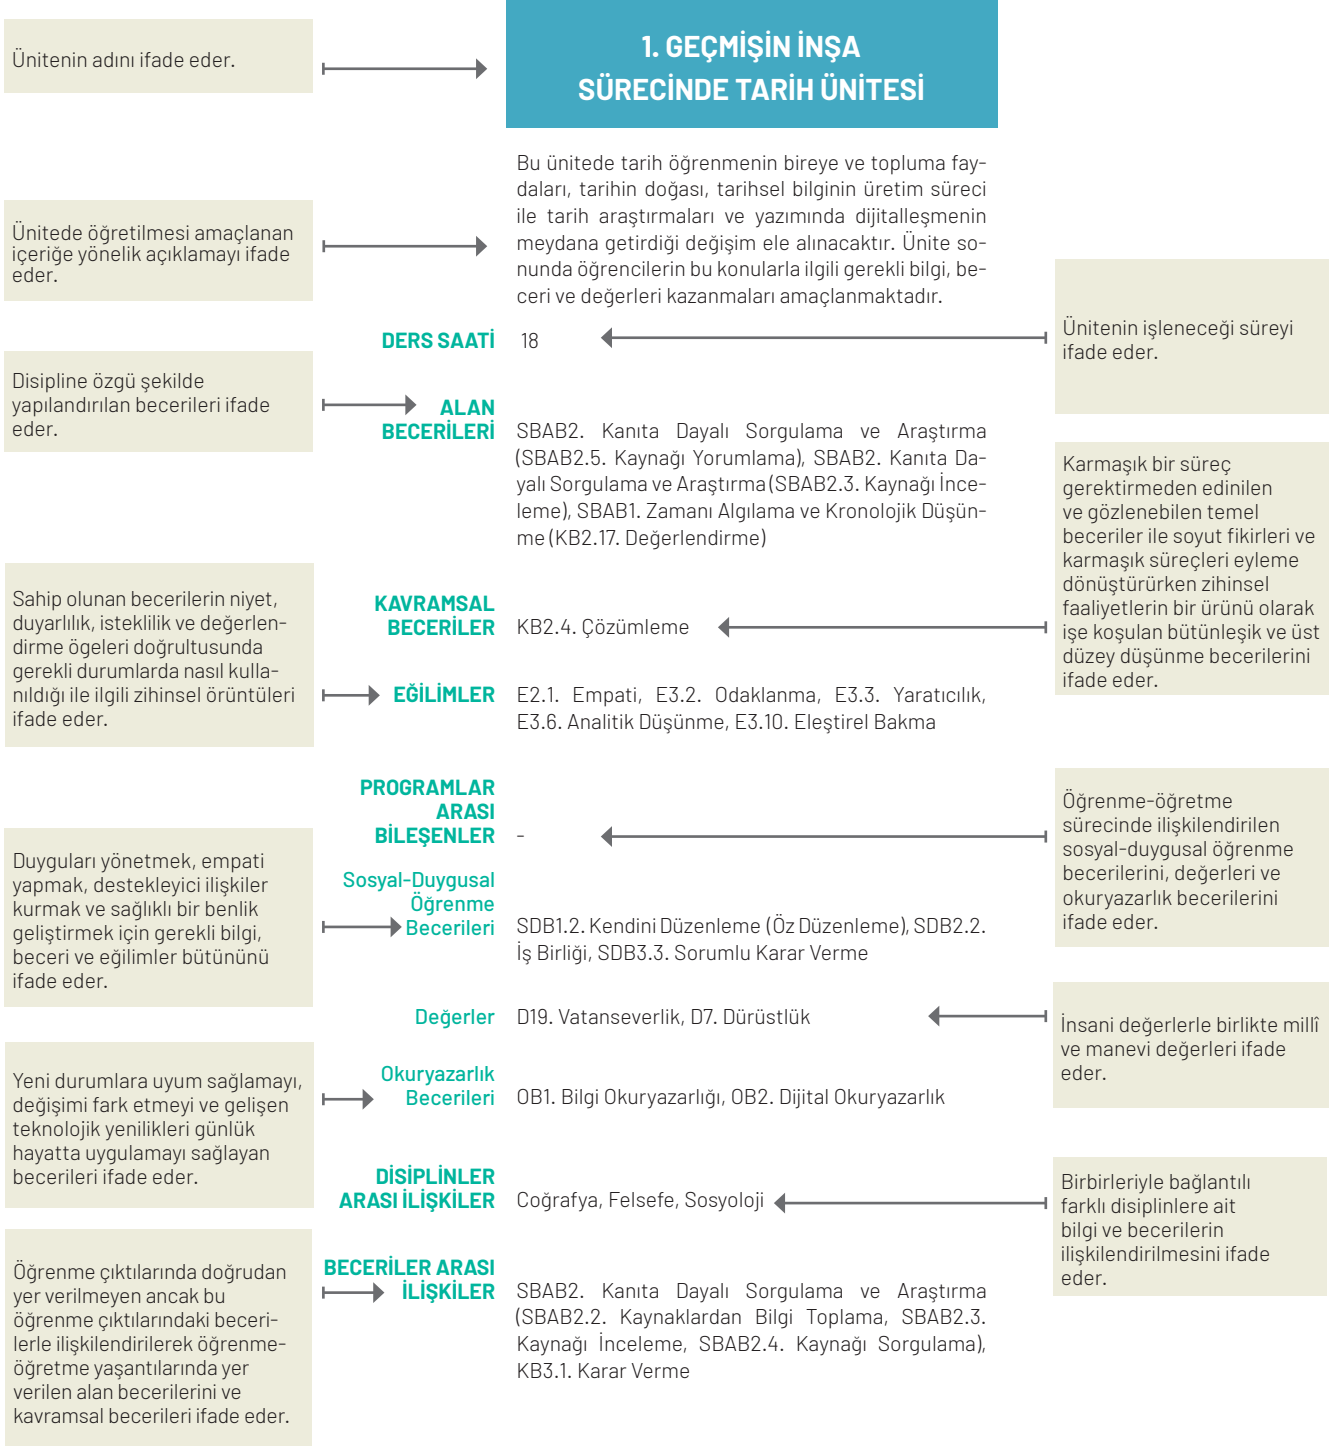 Ünitenin adını ifade eder.
1. GEÇMİŞİN İNŞA
SÜRECİNDE TARİH ÜNİTESİ
Ünitede öğretilmesi amaçlanan
içeriğe yönelik açıklamayı ifade
eder.
Bu ünitede tarih öğrenmenin bireye ve topluma fay-
daları, tarihin doğası, tarihsel bilginin üretim süreci
ile tarih araştırmaları ve yazımında dijitalleşmenin
meydana getirdiği değişim ele alınacaktır. Ünite so-
nunda öğrencilerin bu konularla ilgili gerekli bilgi, be-
ceri ve değerleri kazanmaları amaçlanmaktadır.
DERS SAATİ
18
Ünitenin işleneceği süreyi
ifade eder.
Disipline özgü şekilde
yapılandırılan becerileri ifade
eder.
ALAN
BECERİLERİ
SBAB2. Kanıta Dayalı Sorgulama ve Araştırma
(SBAB2.5. Kaynağı Yorumlama), SBAB2. Kanıta Da-
yalı Sorgulama ve Araştırma (SBAB2.3. Kaynağı İnce-
leme), SBAB1. Zamanı Algılama ve Kronolojik Düşün-
me (KB2.17. Değerlendirme)
Karmaşık bir süreç
gerektirmeden edinilen
ve gözlenebilen temel
beceriler ile soyut fikirleri ve
karmaşık süreçleri eyleme
dönüştürürken zihinsel
faaliyetlerin bir ürünü olarak
işe koşulan bütünleşik ve üst
düzey düşünme becerilerini
ifade eder.
KAVRAMSAL
BECERİLER
KB2.4. Çözümleme
Sahip olunan becerilerin niyet,
duyarlılık, isteklilik ve değerlen-
dirme ögeleri doğrultusunda
gerekli durumlarda nasıl kulla-
nıldığı ile ilgili zihinsel örüntüleri
ifade eder.
EĞİLİMLER
E2.1. Empati, E3.2. Odaklanma, E3.3. Yaratıcılık,
E3.6. Analitik Düşünme, E3.10. Eleştirel Bakma
PROGRAMLAR
ARASI
BİLEŞENLER
-
Öğrenme-öğretme
sürecinde ilişkilendirilen
sosyal-duygusal öğrenme
becerilerini, değerleri ve
okuryazarlık becerilerini
ifade eder.
Duyguları yönetmek, empati
yapmak, destekleyici ilişkiler
kurmak ve sağlıklı bir benlik
geliştirmek için gerekli bilgi,
beceri ve eğilimler bütününü
ifade eder.
Sosyal-Duygusal
Öğrenme
Becerileri
SDB1.2. Kendini Düzenleme (Öz Düzenleme), SDB2.2.
İş Birliği, SDB3.3. Sorumlu Karar Verme
Değerler
D19. Vatanseverlik, D7. Dürüstlük
İnsani değerlerle birlikte millî
ve manevi değerleri ifade
eder.
Yeni durumlara uyum sağlamayı,
değişimi fark etmeyi ve gelişen
teknolojik yenilikleri günlük
hayatta uygulamayı sağlayan
becerileri ifade eder.
Okuryazarlık
Becerileri
OB1. Bilgi Okuryazarlığı, OB2. Dijital Okuryazarlık
DİSİPLİNLER
ARASI İLİŞKİLER
Coğrafya, Felsefe, Sosyoloji
Birbirleriyle bağlantılı
farklı disiplinlere ait
bilgi ve becerilerin
ilişkilendirilmesini ifade
eder.
Öğrenme çıktılarında doğrudan
yer verilmeyen ancak bu
öğrenme çıktılarındaki beceri-
lerle ilişkilendirilerek öğrenme-
öğretme yaşantılarında yer
verilen alan becerilerini ve
kavramsal becerileri ifade eder.
BECERİLER ARASI
İLİŞKİLER
SBAB2. Kanıta Dayalı Sorgulama ve Araştırma
(SBAB2.2. Kaynaklardan Bilgi Toplama, SBAB2.3.
Kaynağı İnceleme, SBAB2.4. Kaynağı Sorgulama),
KB3.1. Karar Verme